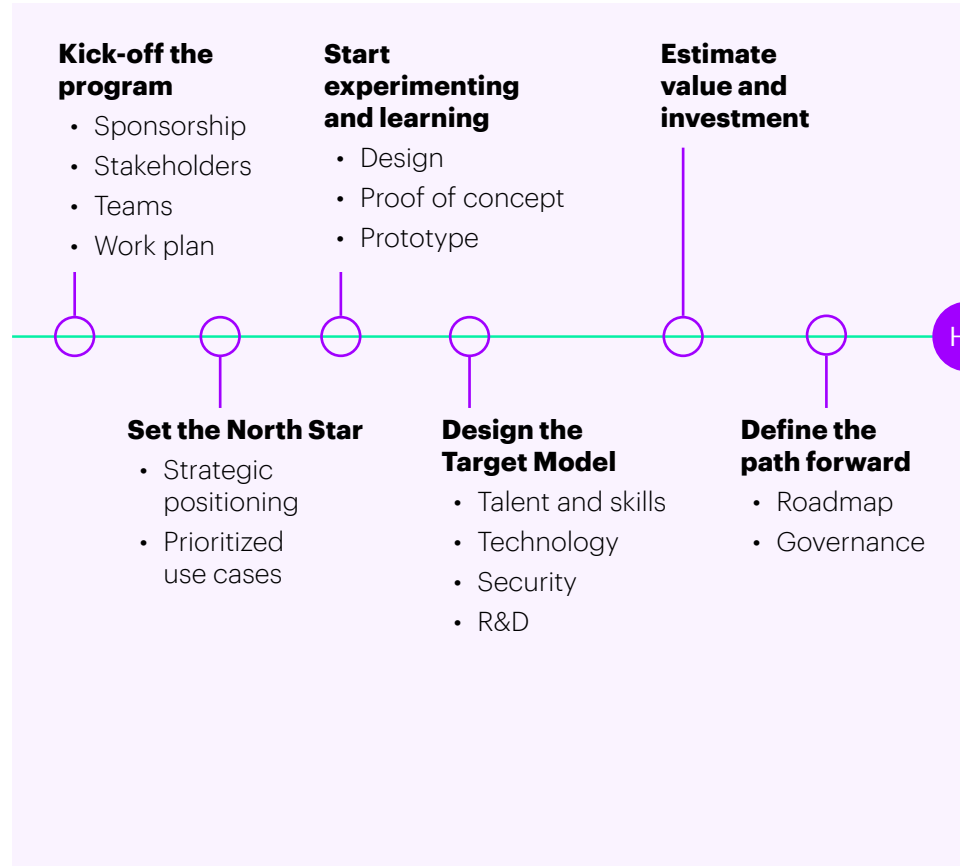 Kick-off the
program
• Sponsorship
• Stakeholders
• Teams
• Work plan
Start
experimenting
and learning
• Design
• Proof of concept
• Prototype
Estimate
value and
investment
H
Set the North Star
• Strategic
positioning
• Prioritized
use cases
Design the
Target Model
• Talent and skills
• Technology
• Security
• R&D
Define the
path forward
• Roadmap
• Governance